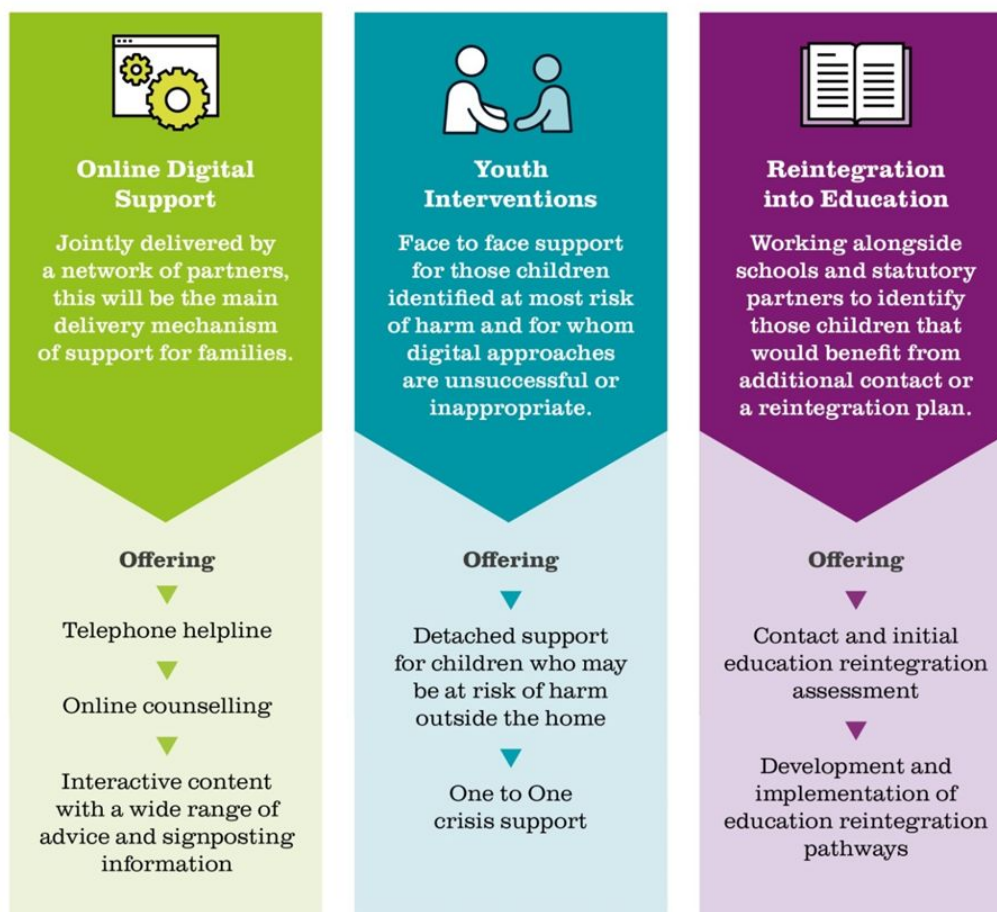 Online Digital
Support
Jointly delivered by
a network of partners,
this will be the main
delivery mechanism
of support for families.
Offering
Telephone helpline
Online counselling
Interactive content
with a wide range of
advice and signposting
information
Youth
Interventions
Face to face support
for those children
identified at most risk
of harm and for whom
digital approaches
are unsuccessful or
inappropriate.
Offering
Detached support
for children who may
be at risk of harm
outside the home
One to One
crisis support
Reintegration
into Education
Working alongside
schools and statutory
partners to identify
those children that
would benefit from
additional contact or
a reintegration plan.
Offering
Contact and initial
education reintegration
assessment
Development and
implementation of
education reintegration
pathways